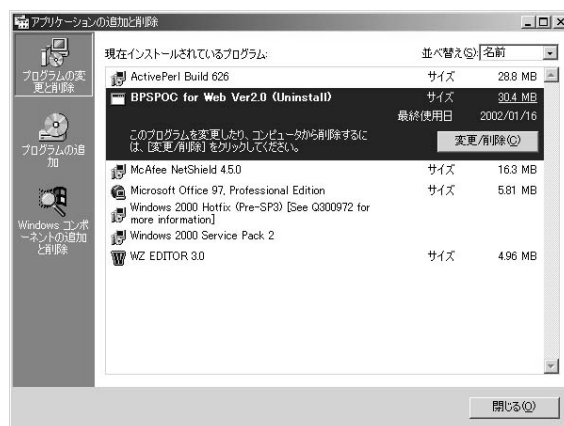 アプリケーションの追加と削除
プログラムの変
更と削除
プログラムの追
加
Windows コンポ
ーネントの追加
と削除
現在インストールされているプログラム:
並べ替え(S):
名前
ActivePerl Build 626
サイズ
28.8 MB
BPSPOC for Web Ver2.0 (Uninstall)
サイズ
30.4 MB
最終使用日
2002/01/16
このプログラムを変更したり、コンピュータから削除するに
は、[変更/削除] をクリックしてください。
変更/削除(C)
McAfee NetShield 4.5.0
サイズ
16.3 MB
Microsoft Office 97, Professional Edition
サイズ
5.81 MB
Windows 2000 Hotfix (Pre-SP3) [See Q300972 for
more information]
Windows 2000 Service Pack 2
WZ EDITOR 3.0
サイズ
4.96 MB
閉じる(O)